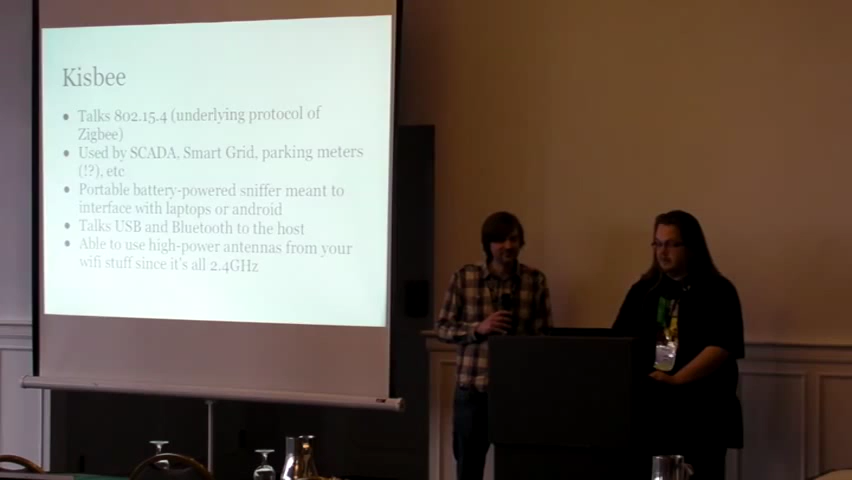 Kisbee
● Talks 802.15.4 (underlying protocol of
Zigbee)
● Used by SCADA, Smart Grid, parking meters
(!?), etc
● Portable battery-powered sniffer meant to
interface with laptops or android
● Talks USB and Bluetooth to the host
● Able to use high-power antennas from your
wifi stuff since it's all 2.4GHz